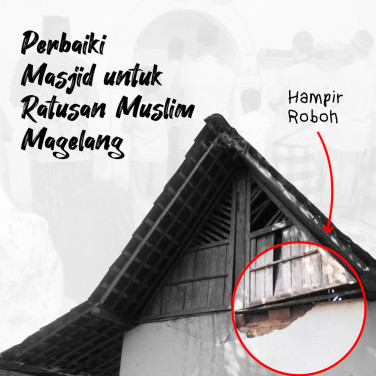 Perbaiki
Masjid untuk
Ratusan Muslim
Magelang
Hampir
Roboh